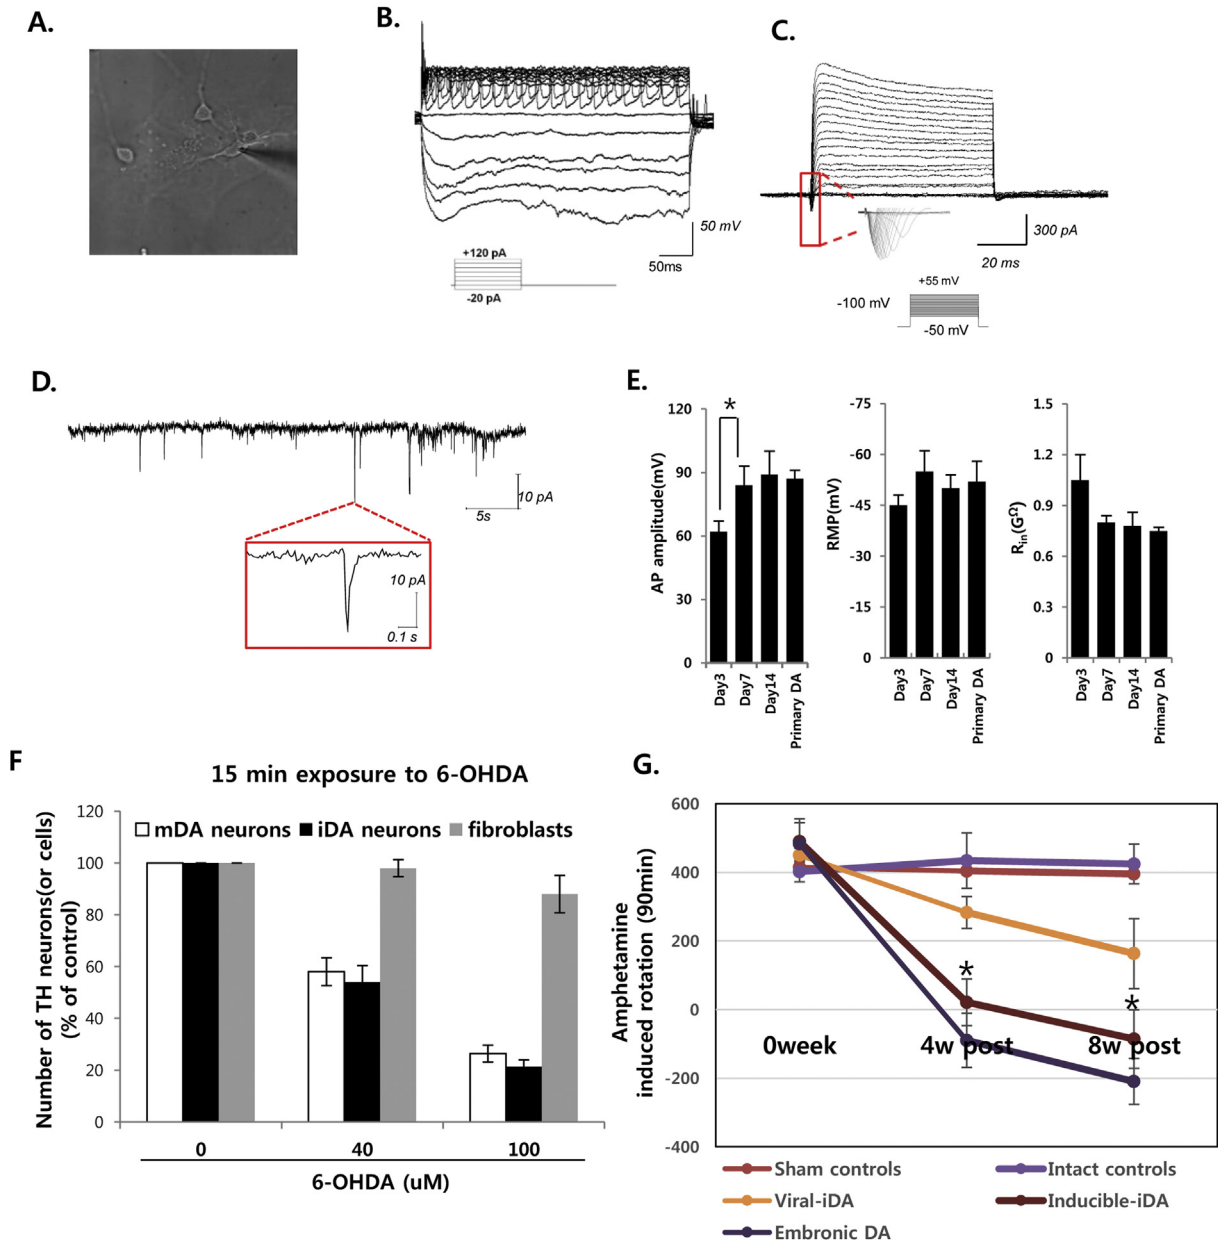 A.
B.
50 mV
50ms
+120 pA
-20 pA
C.
300 pA
20 ms
+55 mV
-100 mV
-50 mV
D.
10 pA
5s
10 pA
0.1 s
E.
AP amplitude(mV)
120
90
60
30
0
*
Day3
Day7
Day14
Primary DA
RMP(mV)
-75
-60
-45
-30
-15
0
Day3
Day7
Day14
Primary DA
Rin(GΩ)
1.5
1.2
0.9
0.6
0.3
0
Day3
Day7
Day14
Primary DA
F
15 min exposure to 6-OHDA
mDA neurons
iDA neurons
fibroblasts
Number of TH neurons(or cells)
(% of control)
120
100
80
60
40
20
0
0
40
100
6-OHDA (uM)
G.
Amphetamine
induced rotation (90min)
600
400
200
0
-200
-400
*
*
0week
4w post
8w post
Sham controls
Intact controls
Viral-iDA
Inducible-iDA
Embronic DA